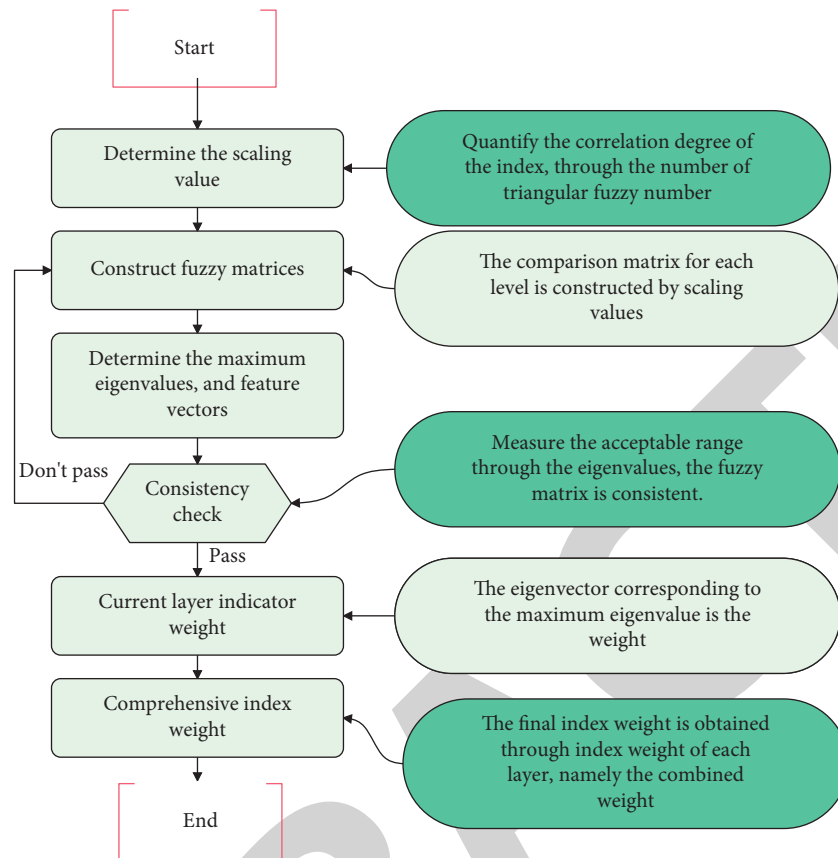 Start
Determine the scaling
value
Quantify the correlation degree of
the index, through the number of
triangular fuzzy number
Construct fuzzy matrices
The comparison matrix for each
level is constructed by scaling
values
Determine the maximum
eigenvalues, and feature
vectors
Don't pass
Consistency
check
Measure the acceptable range
through the eigenvalues, the fuzzy
matrix is consistent.
Pass
Current layer indicator
weight
The eigenvector corresponding to
the maximum eigenvalue is the
weight
Comprehensive index
weight
The final index weight is obtained
through index weight of each
layer, namely the combined
weight
End